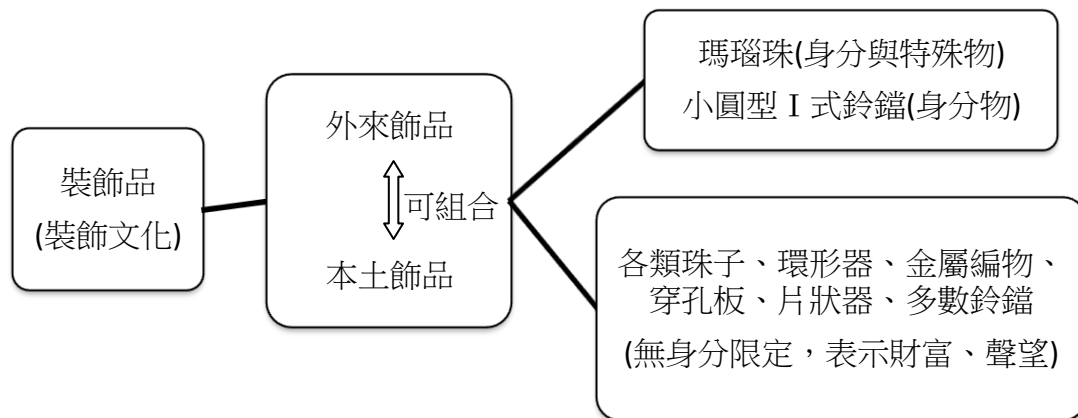 裝飾品
(裝飾文化)
外來飾品
可組合
本土飾品
瑪瑙珠(身分與特殊物)
小圓型Ⅰ式鈴鐺(身分物)
各類珠子、環形器、金屬編物、
穿孔板、片狀器、多數鈴鐺
(無身分限定，表示財富、聲望)